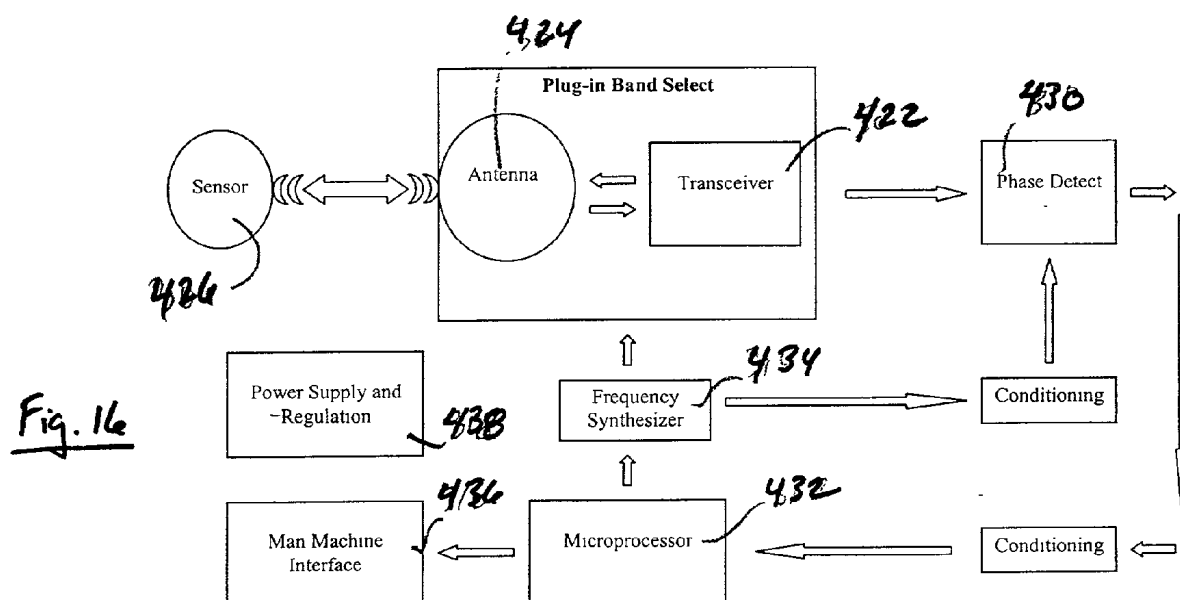 424
Plug-in Band Select
430
422
Sensor
Antenna
Transceiver
Phase Detect
426
434
Power Supply and
-Regulation
438
Frequency
Synthesizer
Conditioning
Fig. 16
436
432
Man Machine
Interface
Microprocessor
Conditioning